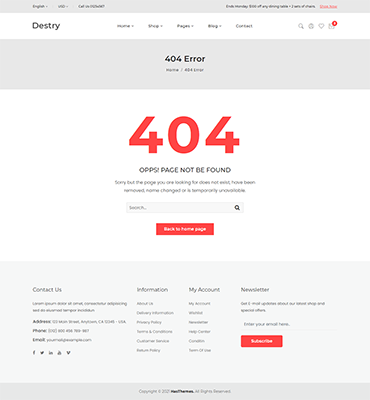 English USD Call Us 01234567 Ends Monday: $100 off any dining table + 2 sets of chairs. Shop Now
Destry Home Shop Pages Blog Contact
404 Error
Home / 404 Error
404
OPPS! PAGE NOT BE FOUND
Sorry but the page you are looking for does not exist, have been
removed, name changed or is temporarily unavailable.
Search...
Back to home page
Contact Us
Lorem ipsum dolor sit amet, consectetur adipisicing elit
sed do eiusmod tempor incidid ut labore.
Address: 123 Main Street, Anytown, CA 12345 - USA.
Phone: (012) 800 456 789-987
Email: yourmail@example.com
Information
About Us
Delivery Information
Privacy Policy
Terms & Conditions
Customer Service
Return Policy
My Account
My Account
Wishlist
Newsletter
Help Center
Conditin
Term Of Use
Newsletter
Get E-mail updates about our latest shop and
special offers.
Enter your email here...
Subscribe
Copyright © 2021 HasThemes. All Rights Reserved.